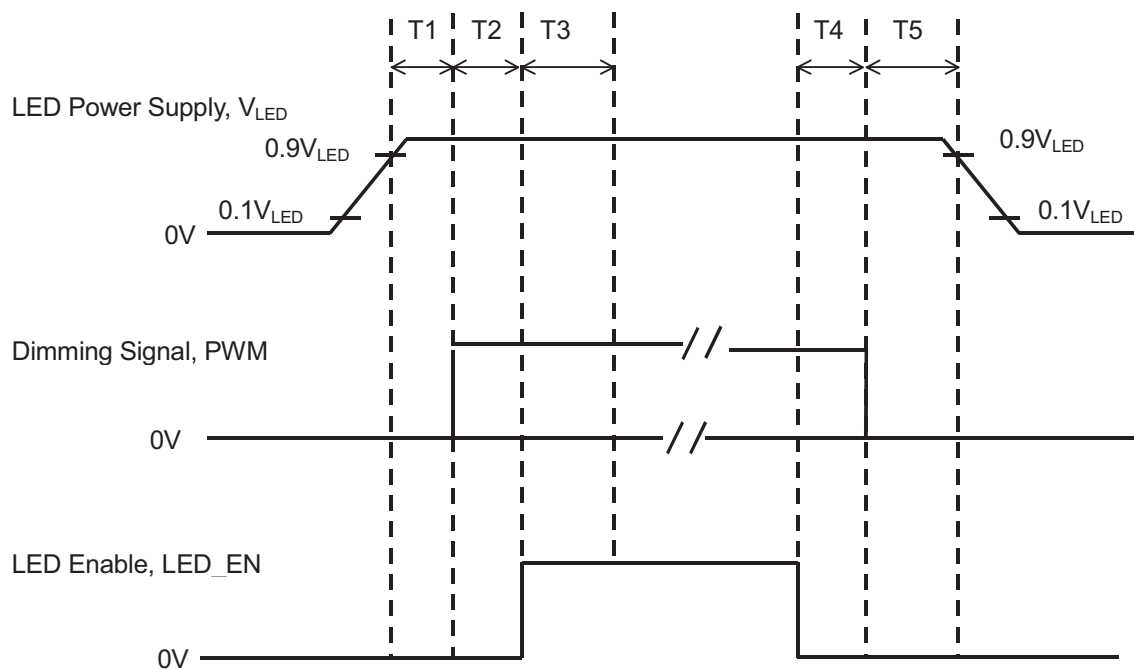 T1 T2 T3 T4 T5
LED Power Supply, VLED
0.9VLED 0.9VLED
0.1VLED 0.1VLED
0V
Dimming Signal, PWM
0V
LED Enable, LED_EN
0V